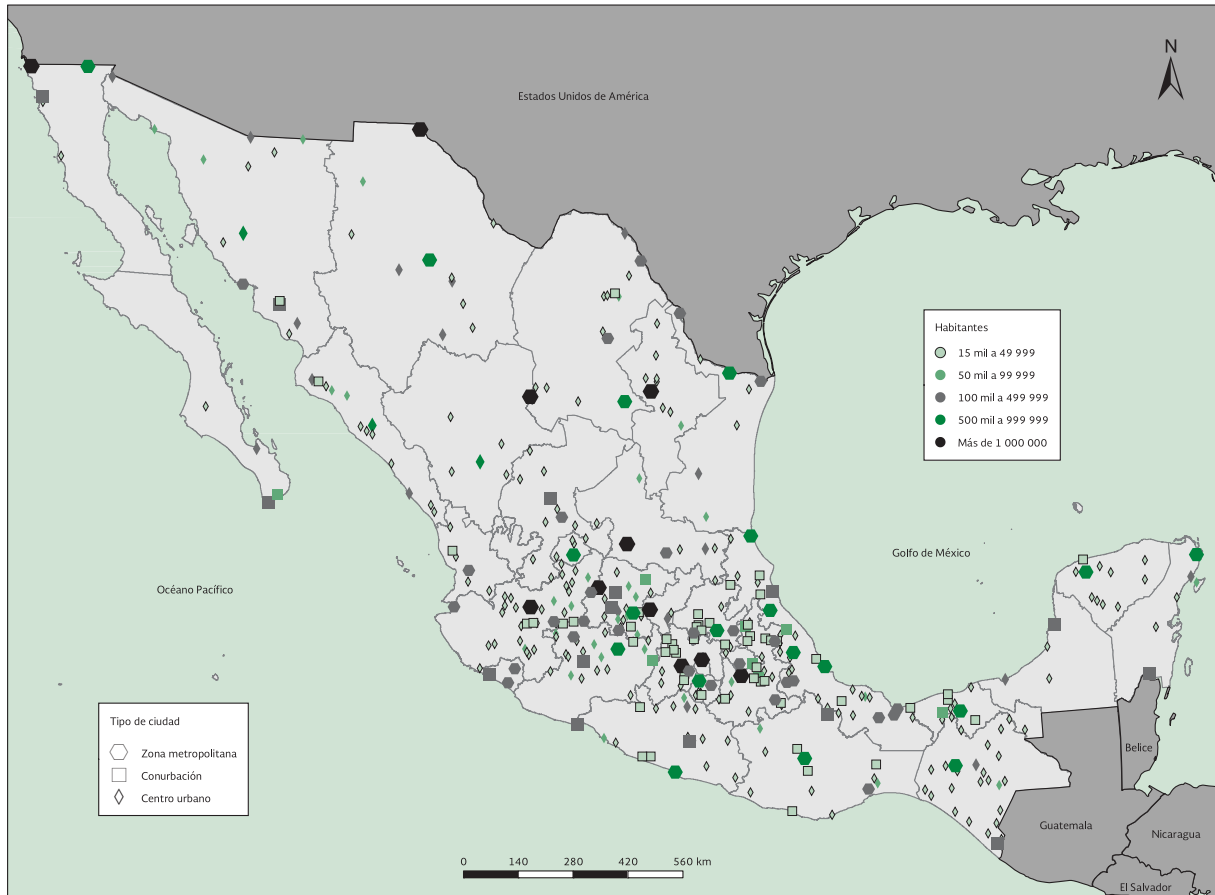 N
Estados Unidos de América
Habitantes
15 mil a 49 999
50 mil a 99 999
100 mil a 499 999
500 mil a 999 999
Más de 1 000 000
Golfo de México
Océano Pacífico
Tipo de ciudad
Zona metropolitana
Conurbación
Centro urbano
Belice
Guatemala
Nicaragua
El Salvador
0 140 280 420 560 km